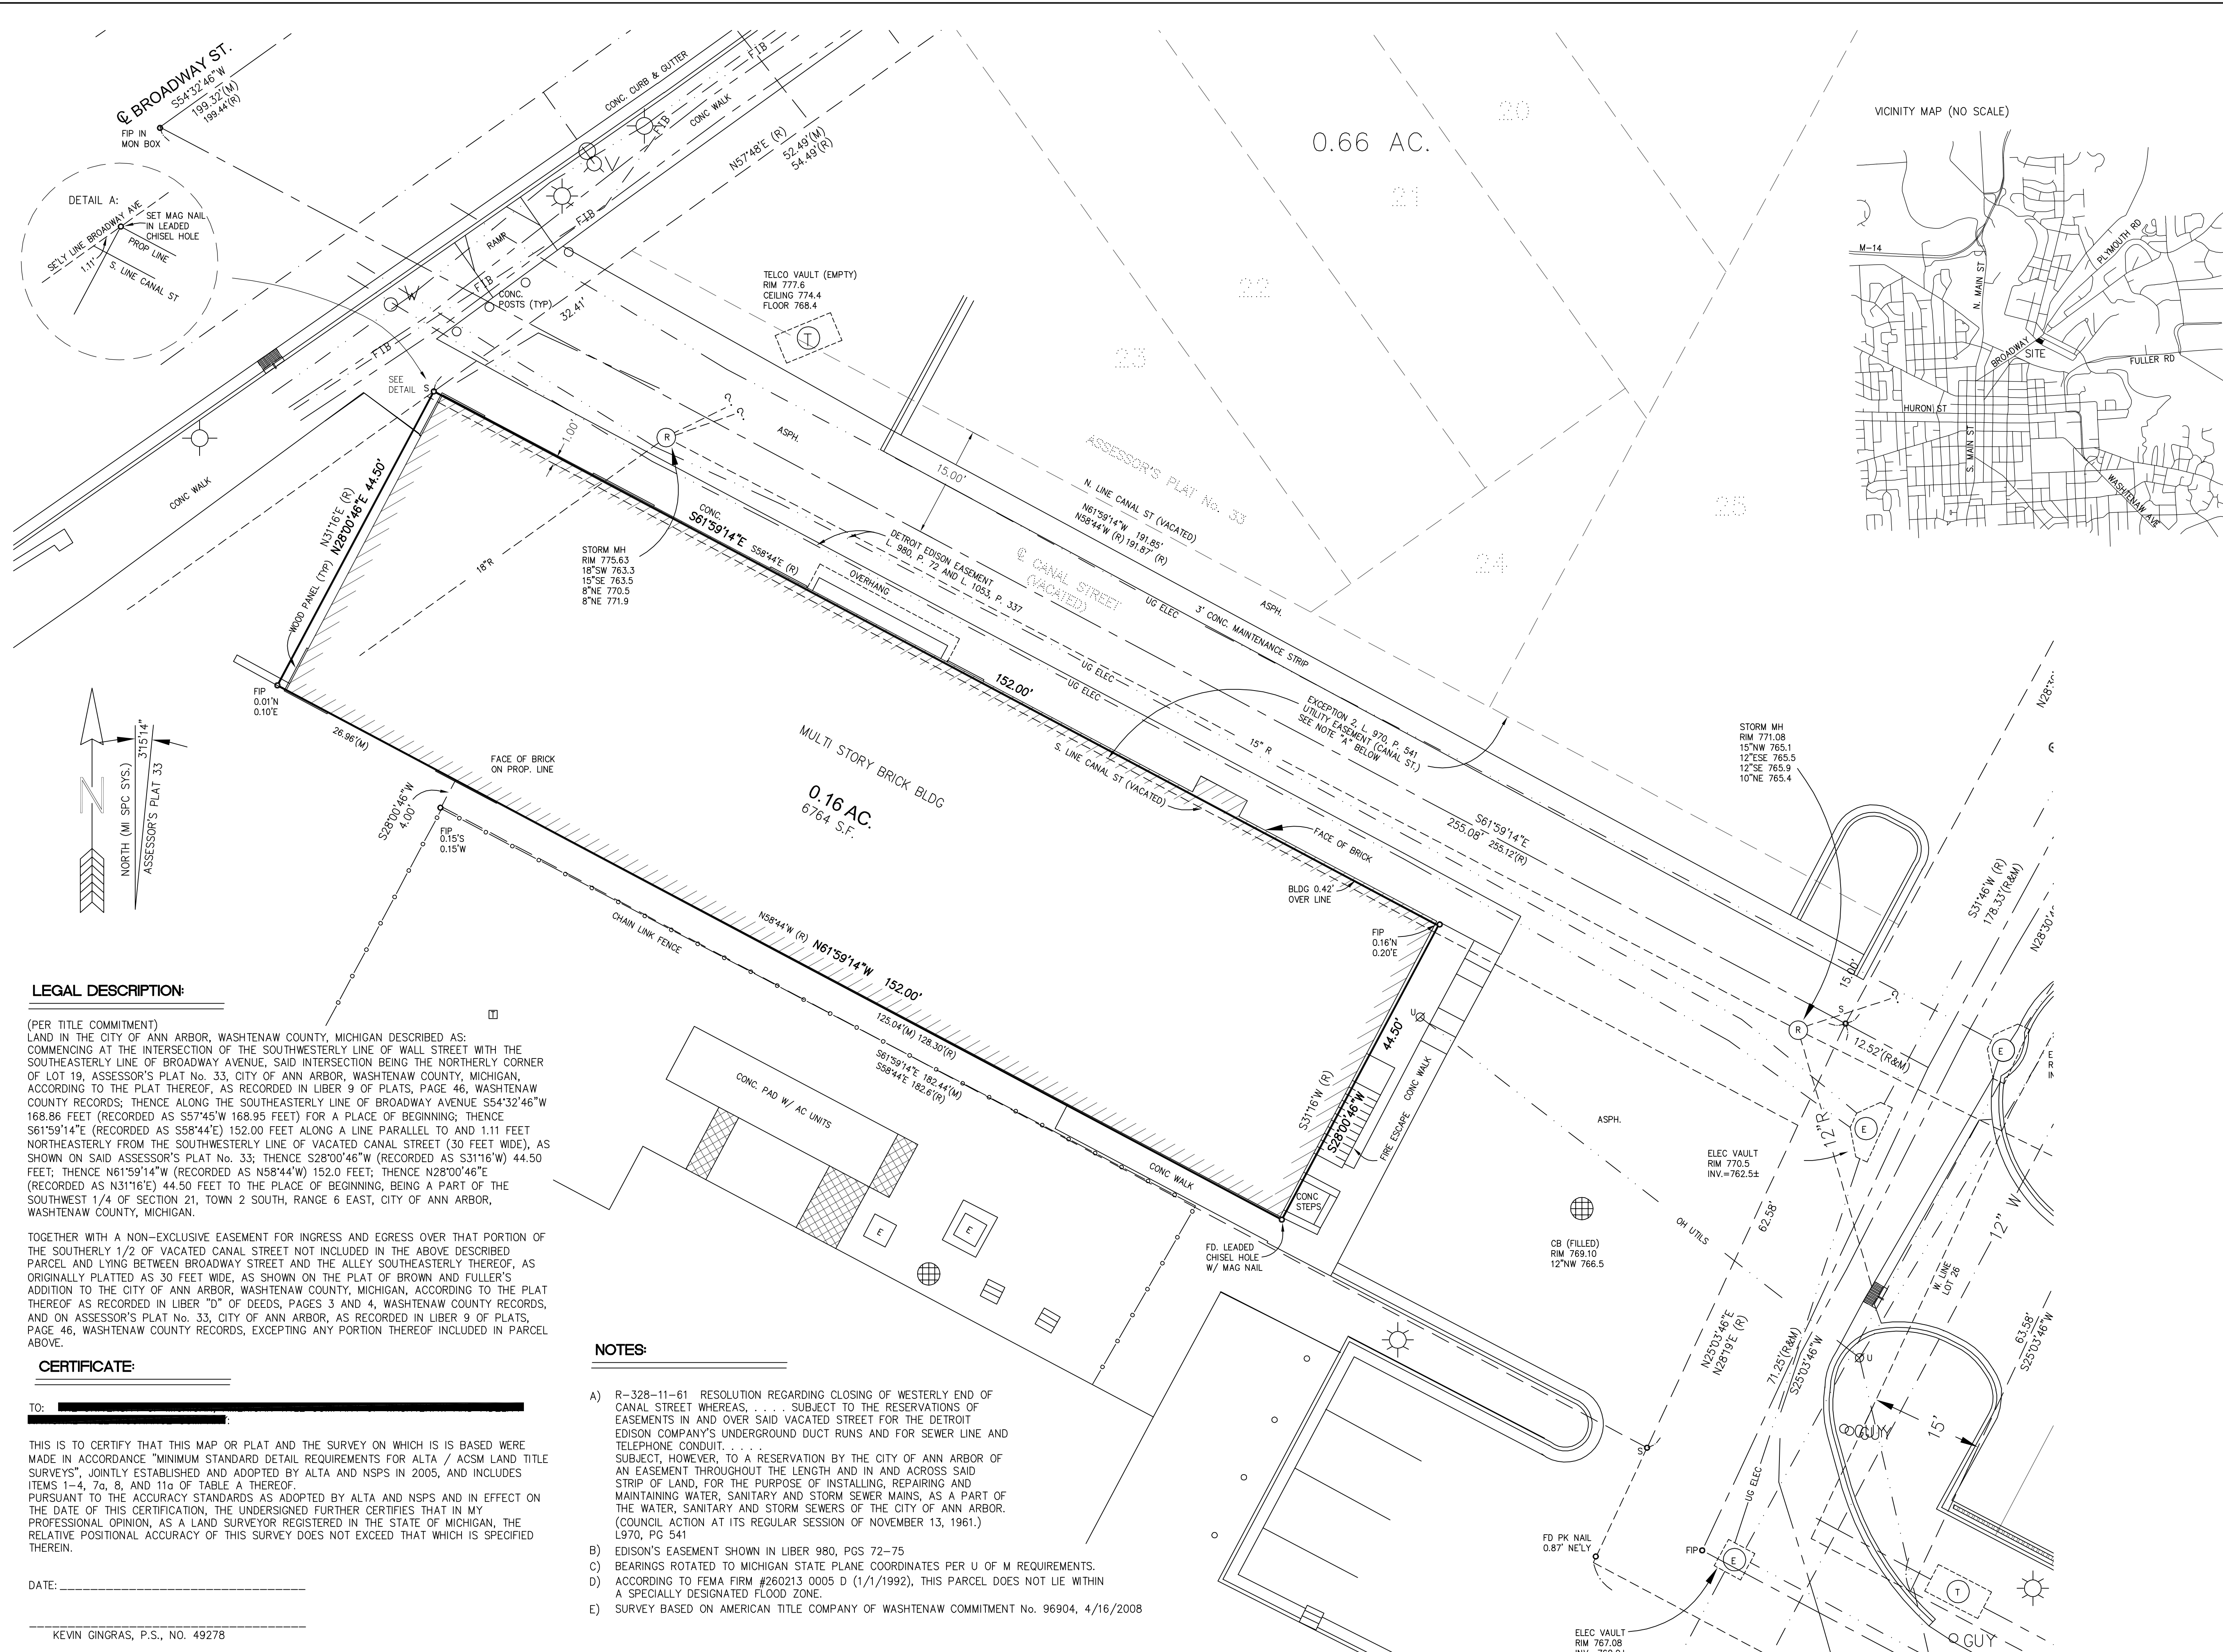 ℄ BROADWAY ST.
S54°32'46"W
199.32'(M)
199.44'(R)
FIP IN
MON BOX
DETAIL A:
SE'LY LINE BROADWAY AVE
SET MAG NAIL
IN LEADED
CHISEL HOLE
PROP LINE
1.11'
S. LINE CANAL ST
CONC. CURB & GUTTER
FIB
CONC WALK
FIB
N57°48'E (R)
52.49'(M)
54.49'(R)
W
RAMP
FIB
FIB
W
CONC.
POSTS (TYP)
32.41'
FIB
TELCO VAULT (EMPTY)
RIM 777.6
CEILING 774.4
FLOOR 768.4
T
0.66 AC.
20
21
22
23
24
25
ASSESSOR'S PLAT No. 33
VICINITY MAP (NO SCALE)
M-14
N. MAIN ST
PLYMOUTH RD
BROADWAY
SITE
FULLER RD
HURON ST
S. MAIN ST
WASHTENAW AVE
SEE
DETAIL
S
CONC WALK
N31°16'E (R)
N28°00'46"E 44.50'
WOOD PANEL (TYP)
1.00'
R
?
?
ASPH.
18"R
STORM MH
RIM 775.63
18"SW 763.3
15"SE 763.5
8"NE 770.5
8"NE 771.9
CONC.
S61°59'14"E S58°44'E (R)
152.00'
OVERHANG
DETROIT EDISON EASEMENT
L. 980, P. 72 AND L. 1053, P. 337
15.00'
N. LINE CANAL ST (VACATED)
N61°59'14"W 191.85'
N58°44'W (R) 191.87' (R)
℄ CANAL STREET
(VACATED)
UG ELEC
3' CONC. MAINTENANCE STRIP
ASPH.
UG ELEC
UG ELEC
EXCEPTION 2, L. 970, P. 541
UTILITY EASEMENT (CANAL ST.)
SEE NOTE "A" BELOW
15" R
S. LINE CANAL ST (VACATED)
FIP
0.01'N
0.10'E
26.96'(M)
FACE OF BRICK
ON PROP. LINE
MULTI STORY BRICK BLDG
0.16 AC.
6764 S.F.
S28°00'46"W
4.00'
FIP
0.15'S
0.15'W
N
NORTH (MI SPC SYS.)
3°15'14"
ASSESSOR'S PLAT 33
FACE OF BRICK
S61°59'14"E
255.08' 255.12'(R)
BLDG 0.42'
OVER LINE
FIP
0.16'N
0.20'E
STORM MH
RIM 771.08
15"NW 765.1
12"ESE 765.5
12"SE 765.9
10"NE 765.4
S31°46'W (R)
178.33'(R&M)
15.00'
S
R
?
12.52'(R&M)
E
CHAIN LINK FENCE
N58°44'W (R) N61°59'14"W 152.00'
125.04'(M) 128.30'(R)
S61°59'14"E 182.44'(M)
S58°44'E 182.6'(R)
CONC. PAD W/ AC UNITS
T
E
E
CONC WALK
44.50'
S31°16'W (R)
S28°00'46"W
U
CONC WALK
FIRE ESCAPE
CONC
STEPS
FD. LEADED
CHISEL HOLE
W/ MAG NAIL
ASPH.
OH UTILS
CB (FILLED)
RIM 769.10
12"NW 766.5
12"R
E
ELEC VAULT
RIM 770.5
INV.=762.5±
62.58'
12" W
W. LINE
LOT 26
N25°03'46"E
N28°19'E (R)
71.25'(R&M)
S25°03'46"W
63.58'
S25°03'46"W
U
GUY
15'
S
UG ELEC
FD PK NAIL
0.87' NE'LY
FIP
E
T
GUY
ELEC VAULT
RIM 767.08
LEGAL DESCRIPTION:
(PER TITLE COMMITMENT)
LAND IN THE CITY OF ANN ARBOR, WASHTENAW COUNTY, MICHIGAN DESCRIBED AS:
COMMENCING AT THE INTERSECTION OF THE SOUTHWESTERLY LINE OF WALL STREET WITH THE
SOUTHEASTERLY LINE OF BROADWAY AVENUE, SAID INTERSECTION BEING THE NORTHERLY CORNER
OF LOT 19, ASSESSOR'S PLAT No. 33, CITY OF ANN ARBOR, WASHTENAW COUNTY, MICHIGAN,
ACCORDING TO THE PLAT THEREOF, AS RECORDED IN LIBER 9 OF PLATS, PAGE 46, WASHTENAW
COUNTY RECORDS; THENCE ALONG THE SOUTHEASTERLY LINE OF BROADWAY AVENUE S54°32'46"W
168.86 FEET (RECORDED AS S57°45'W 168.95 FEET) FOR A PLACE OF BEGINNING; THENCE
S61°59'14"E (RECORDED AS S58°44'E) 152.00 FEET ALONG A LINE PARALLEL TO AND 1.11 FEET
NORTHEASTERLY FROM THE SOUTHWESTERLY LINE OF VACATED CANAL STREET (30 FEET WIDE), AS
SHOWN ON SAID ASSESSOR'S PLAT No. 33; THENCE S28°00'46"W (RECORDED AS S31°16'W) 44.50
FEET; THENCE N61°59'14"W (RECORDED AS N58°44'W) 152.0 FEET; THENCE N28°00'46"E
(RECORDED AS N31°16'E) 44.50 FEET TO THE PLACE OF BEGINNING, BEING A PART OF THE
SOUTHWEST 1/4 OF SECTION 21, TOWN 2 SOUTH, RANGE 6 EAST, CITY OF ANN ARBOR,
WASHTENAW COUNTY, MICHIGAN.
TOGETHER WITH A NON-EXCLUSIVE EASEMENT FOR INGRESS AND EGRESS OVER THAT PORTION OF
THE SOUTHERLY 1/2 OF VACATED CANAL STREET NOT INCLUDED IN THE ABOVE DESCRIBED
PARCEL AND LYING BETWEEN BROADWAY STREET AND THE ALLEY SOUTHEASTERLY THEREOF, AS
ORIGINALLY PLATTED AS 30 FEET WIDE, AS SHOWN ON THE PLAT OF BROWN AND FULLER'S
ADDITION TO THE CITY OF ANN ARBOR, WASHTENAW COUNTY, MICHIGAN, ACCORDING TO THE PLAT
THEREOF AS RECORDED IN LIBER "D" OF DEEDS, PAGES 3 AND 4, WASHTENAW COUNTY RECORDS,
AND ON ASSESSOR'S PLAT No. 33, CITY OF ANN ARBOR, AS RECORDED IN LIBER 9 OF PLATS,
PAGE 46, WASHTENAW COUNTY RECORDS, EXCEPTING ANY PORTION THEREOF INCLUDED IN PARCEL
ABOVE.
CERTIFICATE:
TO:
THIS IS TO CERTIFY THAT THIS MAP OR PLAT AND THE SURVEY ON WHICH IS IS BASED WERE
MADE IN ACCORDANCE "MINIMUM STANDARD DETAIL REQUIREMENTS FOR ALTA / ACSM LAND TITLE
SURVEYS", JOINTLY ESTABLISHED AND ADOPTED BY ALTA AND NSPS IN 2005, AND INCLUDES
ITEMS 1-4, 7a, 8, AND 11a OF TABLE A THEREOF.
PURSUANT TO THE ACCURACY STANDARDS AS ADOPTED BY ALTA AND NSPS AND IN EFFECT ON
THE DATE OF THIS CERTIFICATION, THE UNDERSIGNED FURTHER CERTIFIES THAT IN MY
PROFESSIONAL OPINION, AS A LAND SURVEYOR REGISTERED IN THE STATE OF MICHIGAN, THE
RELATIVE POSITIONAL ACCURACY OF THIS SURVEY DOES NOT EXCEED THAT WHICH IS SPECIFIED
THEREIN.
DATE:
KEVIN GINGRAS, P.S., NO. 49278
NOTES:
A) R-328-11-61 RESOLUTION REGARDING CLOSING OF WESTERLY END OF
CANAL STREET WHEREAS, . . . . SUBJECT TO THE RESERVATIONS OF
EASEMENTS IN AND OVER SAID VACATED STREET FOR THE DETROIT
EDISON COMPANY'S UNDERGROUND DUCT RUNS AND FOR SEWER LINE AND
TELEPHONE CONDUIT. . . . .
SUBJECT, HOWEVER, TO A RESERVATION BY THE CITY OF ANN ARBOR OF
AN EASEMENT THROUGHOUT THE LENGTH AND IN AND ACROSS SAID
STRIP OF LAND, FOR THE PURPOSE OF INSTALLING, REPAIRING AND
MAINTAINING WATER, SANITARY AND STORM SEWER MAINS, AS A PART OF
THE WATER, SANITARY AND STORM SEWERS OF THE CITY OF ANN ARBOR.
(COUNCIL ACTION AT ITS REGULAR SESSION OF NOVEMBER 13, 1961.)
L970, PG 541
B) EDISON'S EASEMENT SHOWN IN LIBER 980, PGS 72-75
C) BEARINGS ROTATED TO MICHIGAN STATE PLANE COORDINATES PER U OF M REQUIREMENTS.
D) ACCORDING TO FEMA FIRM #260213 0005 D (1/1/1992), THIS PARCEL DOES NOT LIE WITHIN
A SPECIALLY DESIGNATED FLOOD ZONE.
E) SURVEY BASED ON AMERICAN TITLE COMPANY OF WASHTENAW COMMITMENT No. 96904, 4/16/2008